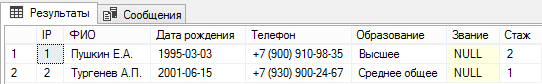 Результаты Сообщения
IP ФИО Дата рождения Телефон Образование Звание Стаж
1 1 Пушкин Е.А. 1995-03-03 +7 (900) 910-98-35 Высшее NULL 2
2 2 Тургенев А.П. 2001-06-15 +7 (930) 900-24-67 Среднее общее NULL 1